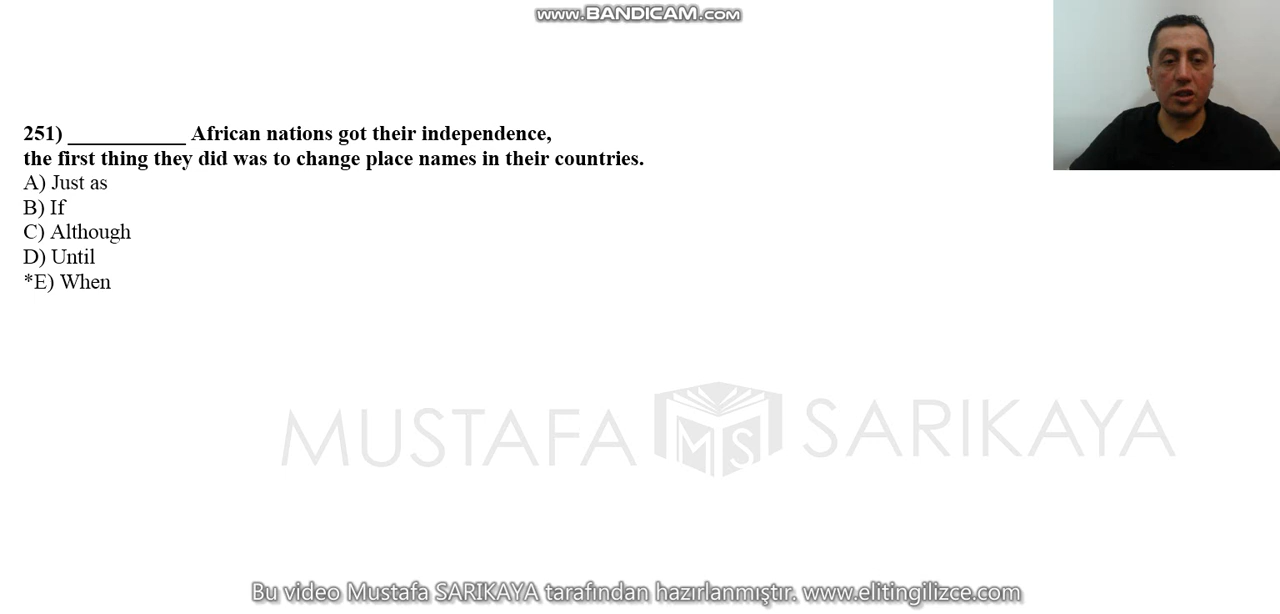 www.BANDICAM.com
251) ___________ African nations got their independence,
the first thing they did was to change place names in their countries.
A) Just as
B) If
C) Although
D) Until
*E) When
MUSTAFA MS SARIKAYA
Bu video Mustafa SARIKAYA tarafından hazırlanmıştır. www.elitingilizce.com